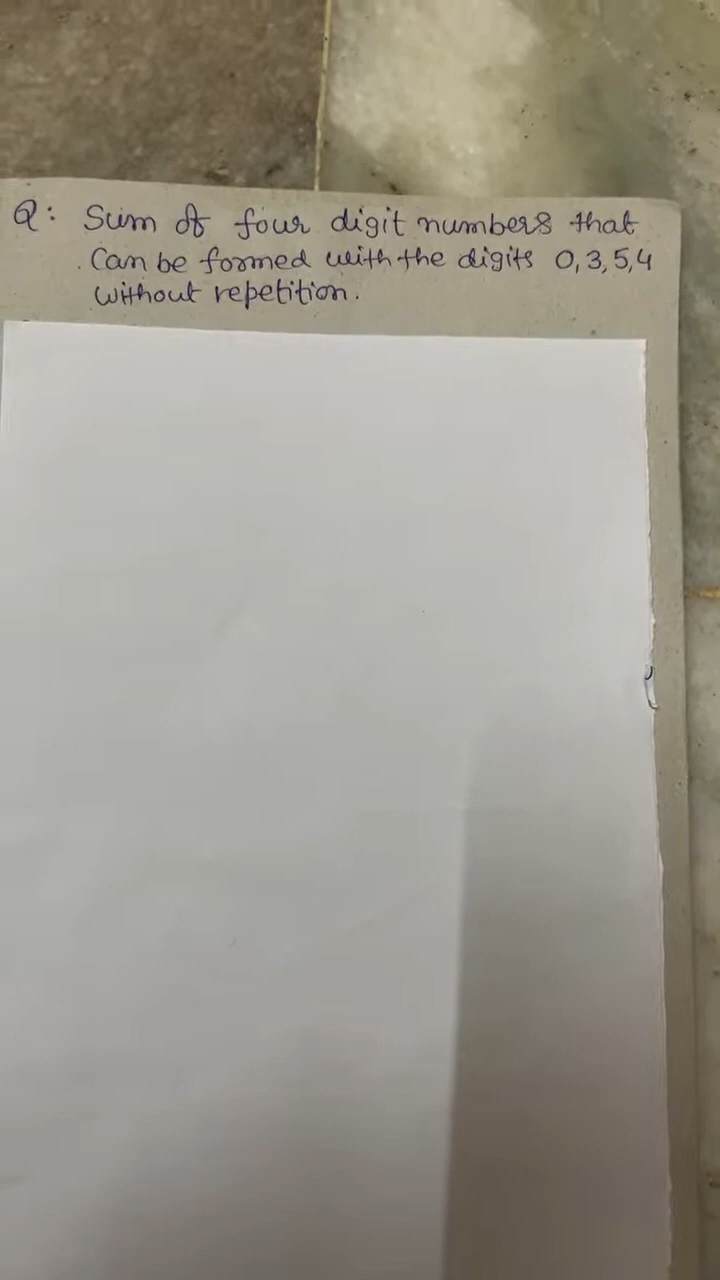 Q: Sum of four digit numbers that
Can be formed with the digits 0,3,5,4
without repetition.